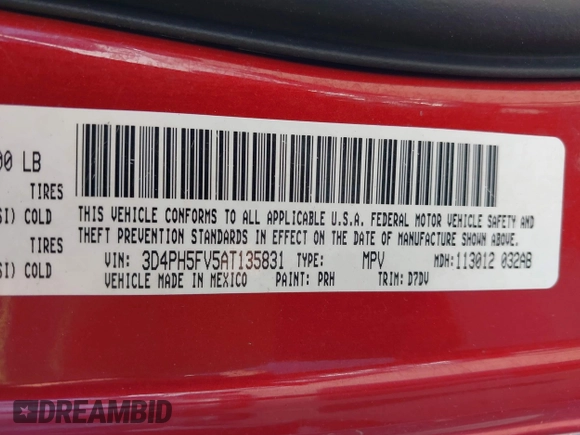 00 LB
TIRES
SI) COLD
TIRES
SI) COLD
THIS VEHICLE CONFORMS TO ALL APPLICABLE U.S.A. FEDERAL MOTOR VEHICLE SAFETY AND
THEFT PREVENTION STANDARDS IN EFFECT ON THE DATE OF MANUFACTURE SHOWN ABOVE.
VIN: 3D4PH5FV5AT135831 TYPE: MPV MDH: 113012 032AB
VEHICLE MADE IN MEXICO PAINT: PRH TRIM: D7DV
DREAMBID